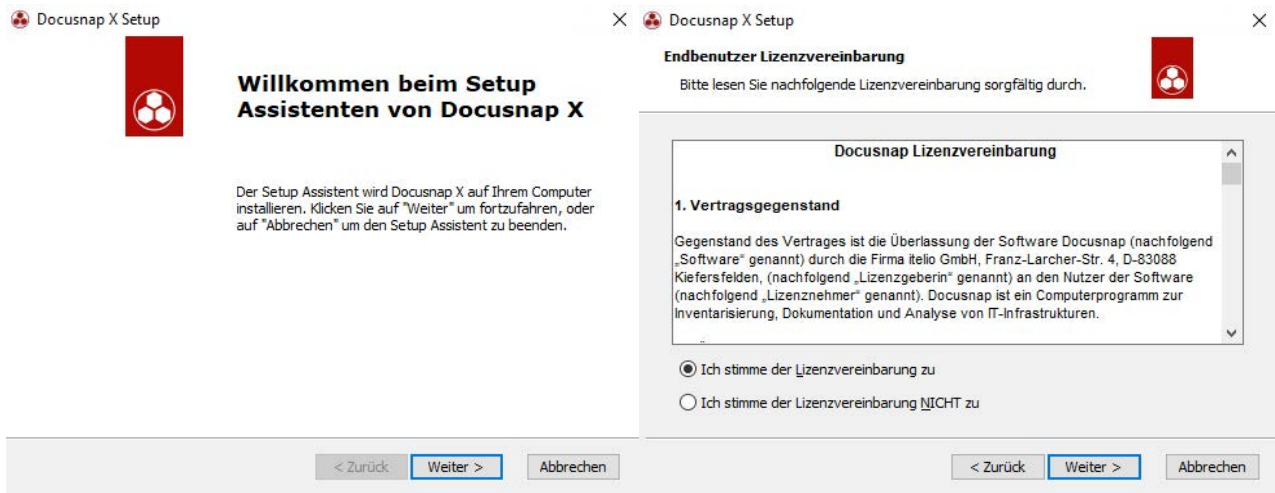 Docusnap X Setup
Willkommen beim Setup
Assistenten von Docusnap X
Der Setup Assistent wird Docusnap X auf Ihrem Computer
installieren. Klicken Sie auf "Weiter" um fortzufahren, oder
auf "Abbrechen" um den Setup Assistent zu beenden.
< Zurück
Weiter >
Abbrechen
Docusnap X Setup
Endbenutzer Lizenzvereinbarung
Bitte lesen Sie nachfolgende Lizenzvereinbarung sorgfältig durch.
Docusnap Lizenzvereinbarung
1. Vertragsgegenstand
Gegenstand des Vertrages ist die Überlassung der Software Docusnap (nachfolgend
„Software“ genannt) durch die Firma itelio GmbH, Franz-Larcher-Str. 4, D-83088
Kiefersfelden, (nachfolgend „Lizenzgeberin“ genannt) an den Nutzer der Software
(nachfolgend „Lizenznehmer“ genannt). Docusnap ist ein Computerprogramm zur
Inventarisierung, Dokumentation und Analyse von IT-Infrastrukturen.
Ich stimme der Lizenzvereinbarung zu
Ich stimme der Lizenzvereinbarung NICHT zu
< Zurück
Weiter >
Abbrechen